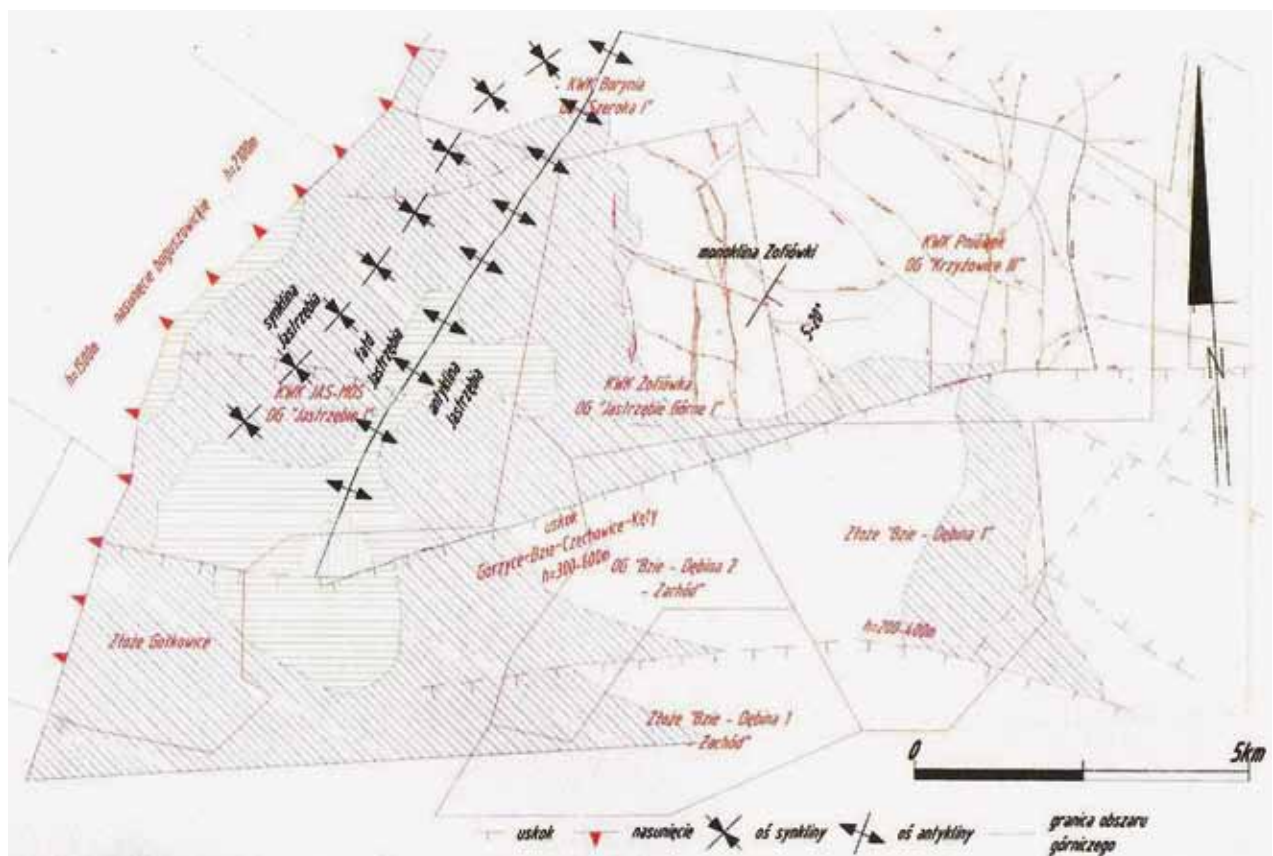 KWK Borynia
OG "Szeroka I"
h=2100m
nasunięcie boguszowickie
h=1500m
synklina
Jastrzębia
fałd
Jastrzębia
antyklina
Jastrzębia
KWK JAS-MOS
OG "Jastrzębie I"
monoklina Zofiówki
KWK Pniówek
OG "Krzyżowice III"
KWK Zofiówka
OG "Jastrzębie Górne I"
N
uskok
Gorzyce-Bzie-Czechowice-Kęty
h=300-600m
OG "Bzie - Dębina 2
- Zachód"
Złoże "Bzie - Dębina 1"
h=200-400m
Złoże Gołkowice
Złoże "Bzie - Dębina 1
- Zachód"
0 5km
uskok
nasunięcie
oś synkliny
oś antykliny
granica obszaru
górniczego